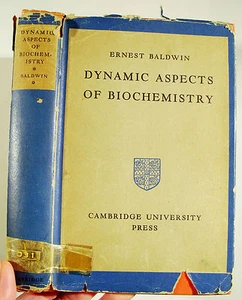 DYNAMIC
ASPECTS
OF
BIOCHEM-
ISTRY
BALDWIN
ERNEST BALDWIN
DYNAMIC ASPECTS
OF BIOCHEMISTRY
CAMBRIDGE UNIVERSITY
PRESS